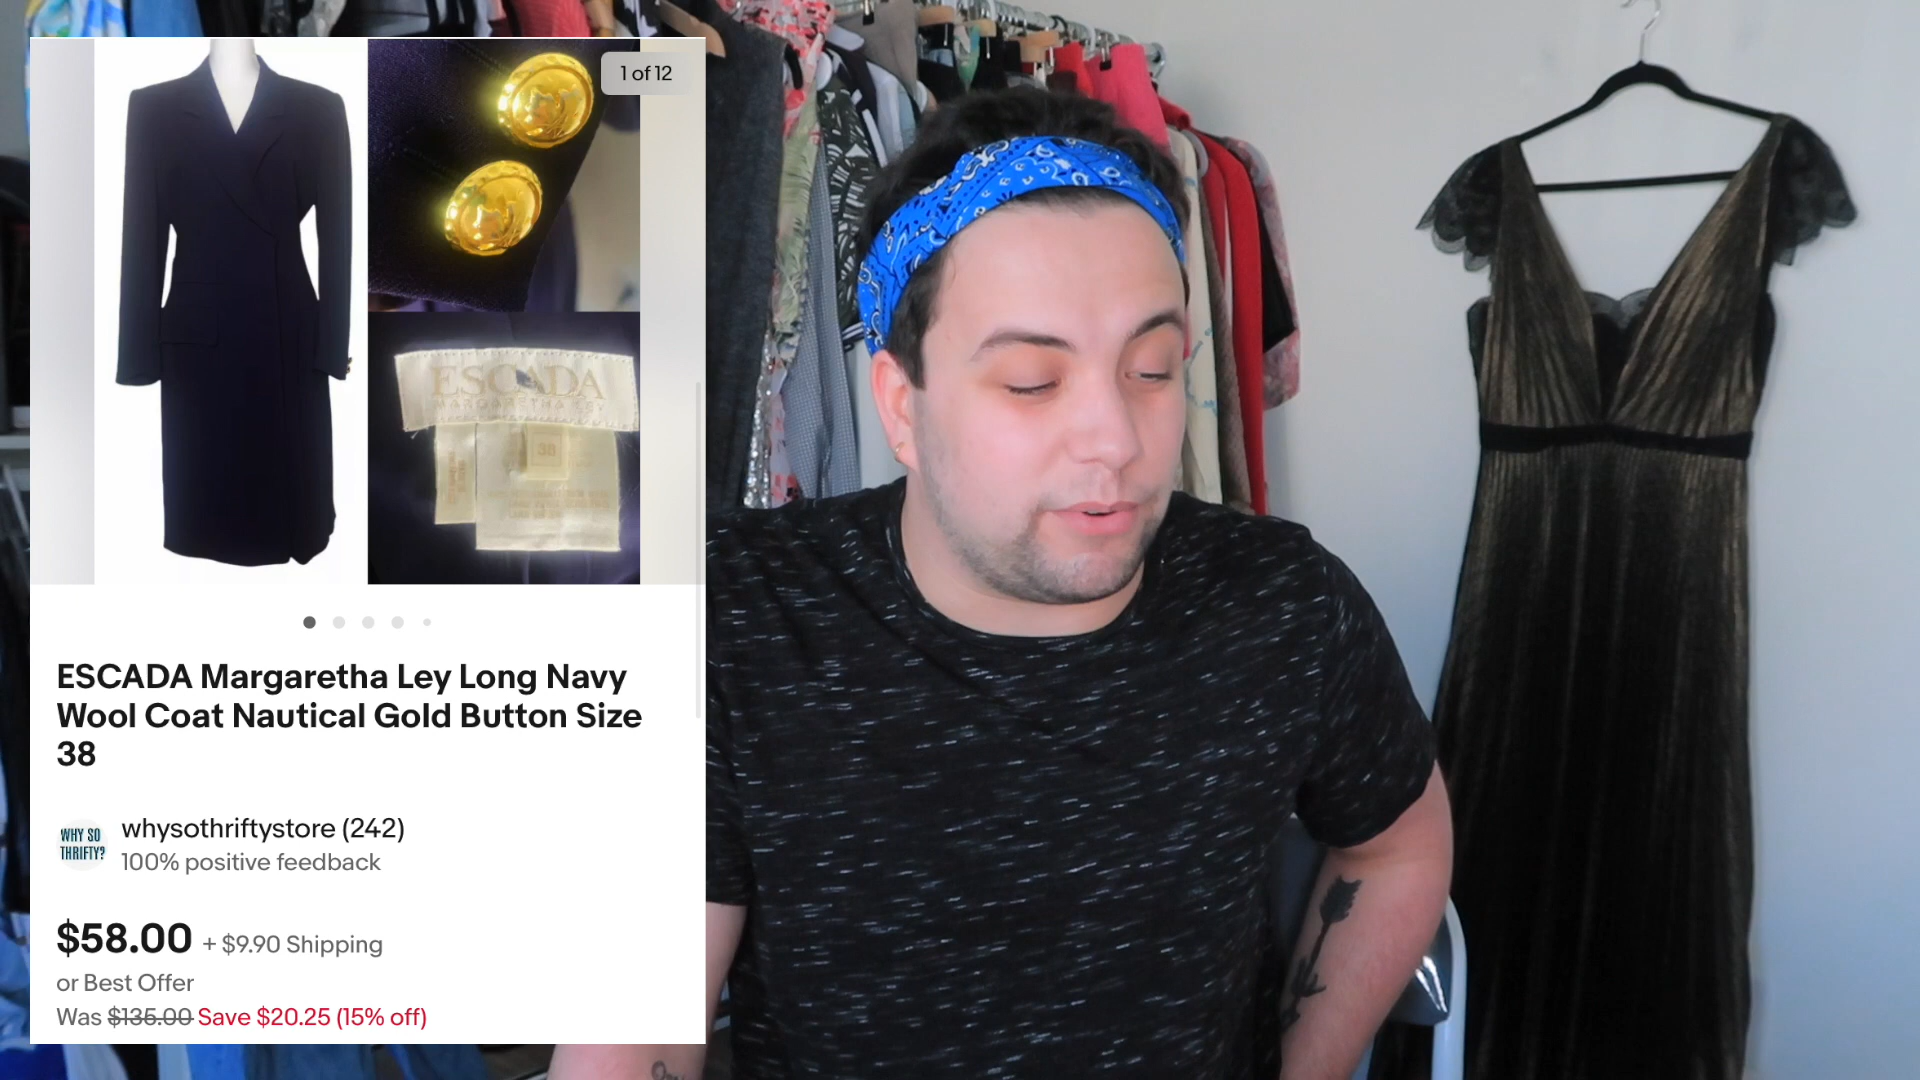 1 of 12
ESCADA
MARGARETHA LEY
38
ESCADA Margaretha Ley Long Navy
Wool Coat Nautical Gold Button Size
38
WHY SO
THRIFTY?
whysothriftystore (242)
100% positive feedback
$58.00 + $9.90 Shipping
or Best Offer
Was $135.00 Save $20.25 (15% off)